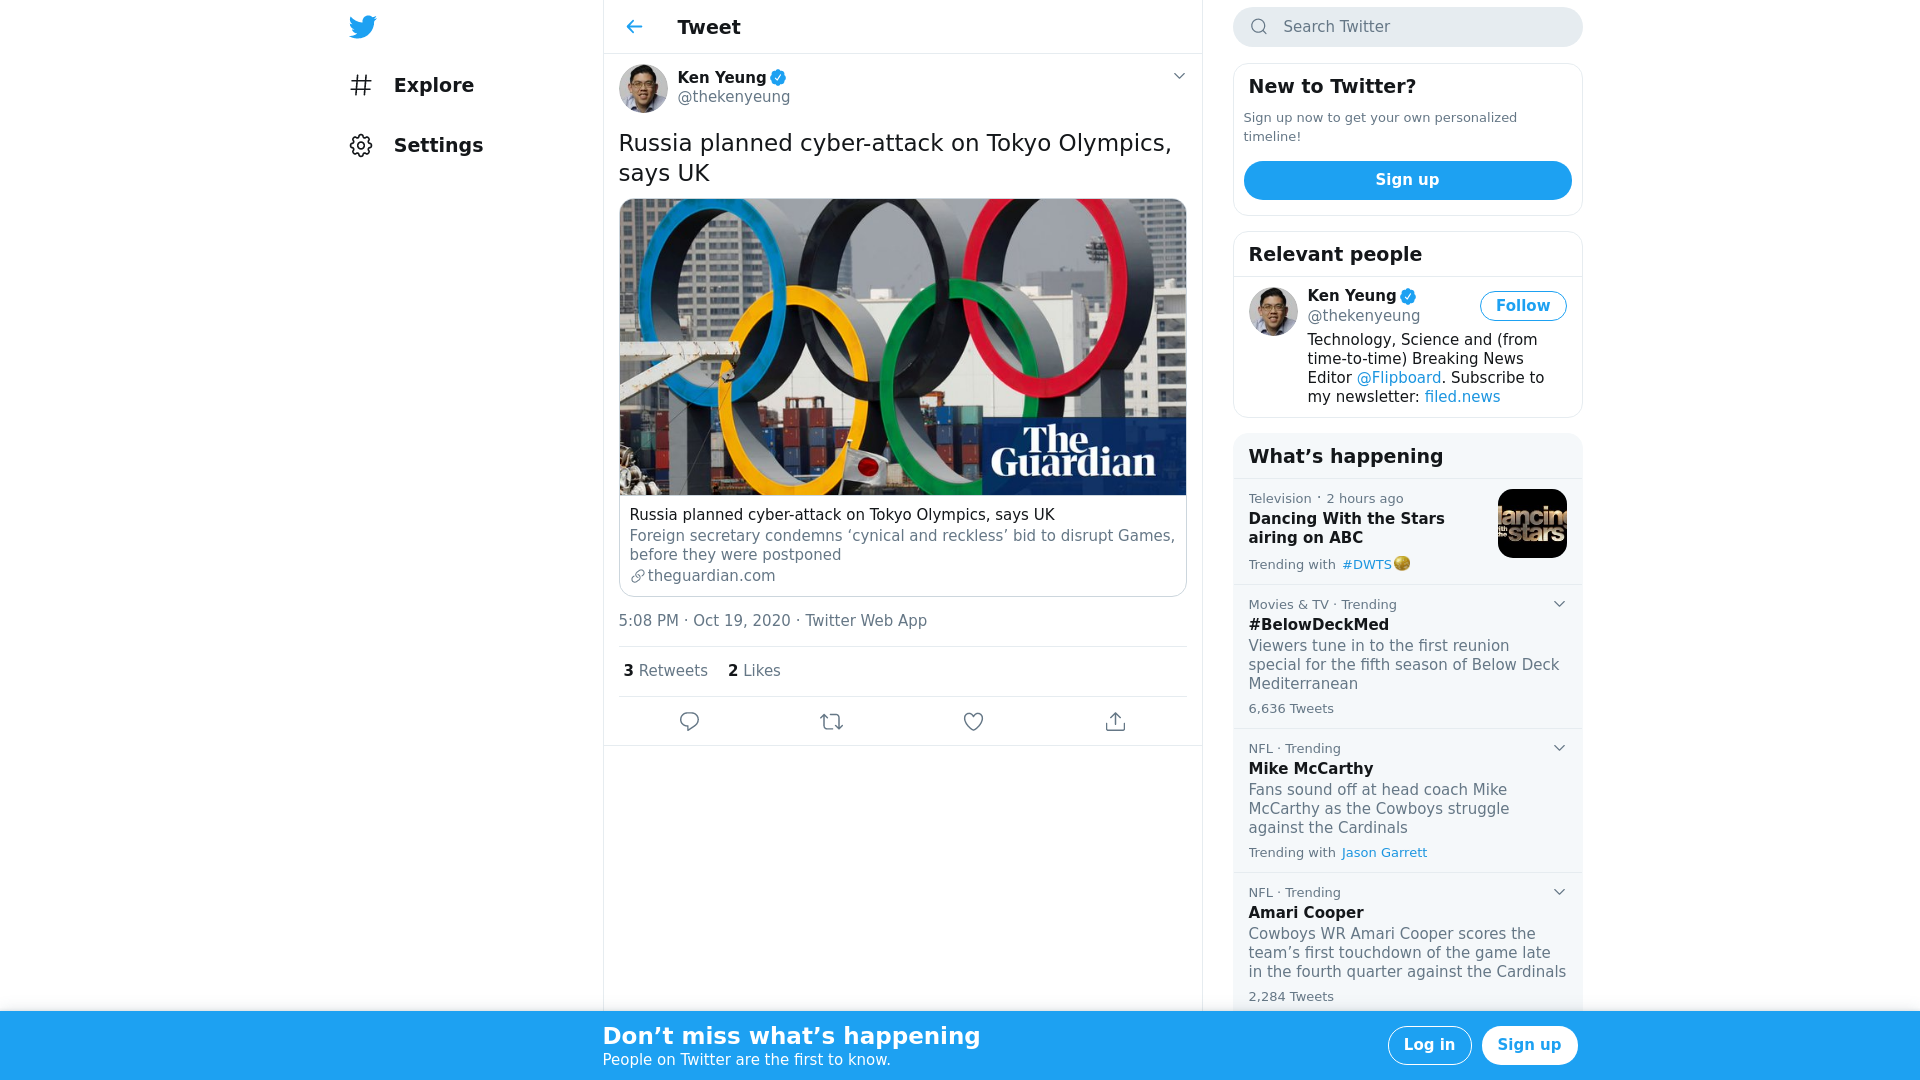 Explore
Settings
Tweet
Ken Yeung
@thekenyeung
Russia planned cyber-attack on Tokyo Olympics,
says UK
The
Guardian
Russia planned cyber-attack on Tokyo Olympics, says UK
Foreign secretary condemns ‘cynical and reckless’ bid to disrupt Games,
before they were postponed
theguardian.com
5:08 PM · Oct 19, 2020 · Twitter Web App
3 Retweets 2 Likes
Search Twitter
New to Twitter?
Sign up now to get your own personalized
timeline!
Sign up
Relevant people
Ken Yeung
@thekenyeung
Follow
Technology, Science and (from
time-to-time) Breaking News
Editor @Flipboard. Subscribe to
my newsletter: filed.news
What’s happening
Television · 2 hours ago
Dancing With the Stars
airing on ABC
Trending with #DWTS
dancing
with the
stars
Movies & TV · Trending
#BelowDeckMed
Viewers tune in to the first reunion
special for the fifth season of Below Deck
Mediterranean
6,636 Tweets
NFL · Trending
Mike McCarthy
Fans sound off at head coach Mike
McCarthy as the Cowboys struggle
against the Cardinals
Trending with Jason Garrett
NFL · Trending
Amari Cooper
Cowboys WR Amari Cooper scores the
team’s first touchdown of the game late
in the fourth quarter against the Cardinals
2,284 Tweets
Don’t miss what’s happening
People on Twitter are the first to know.
Log in
Sign up